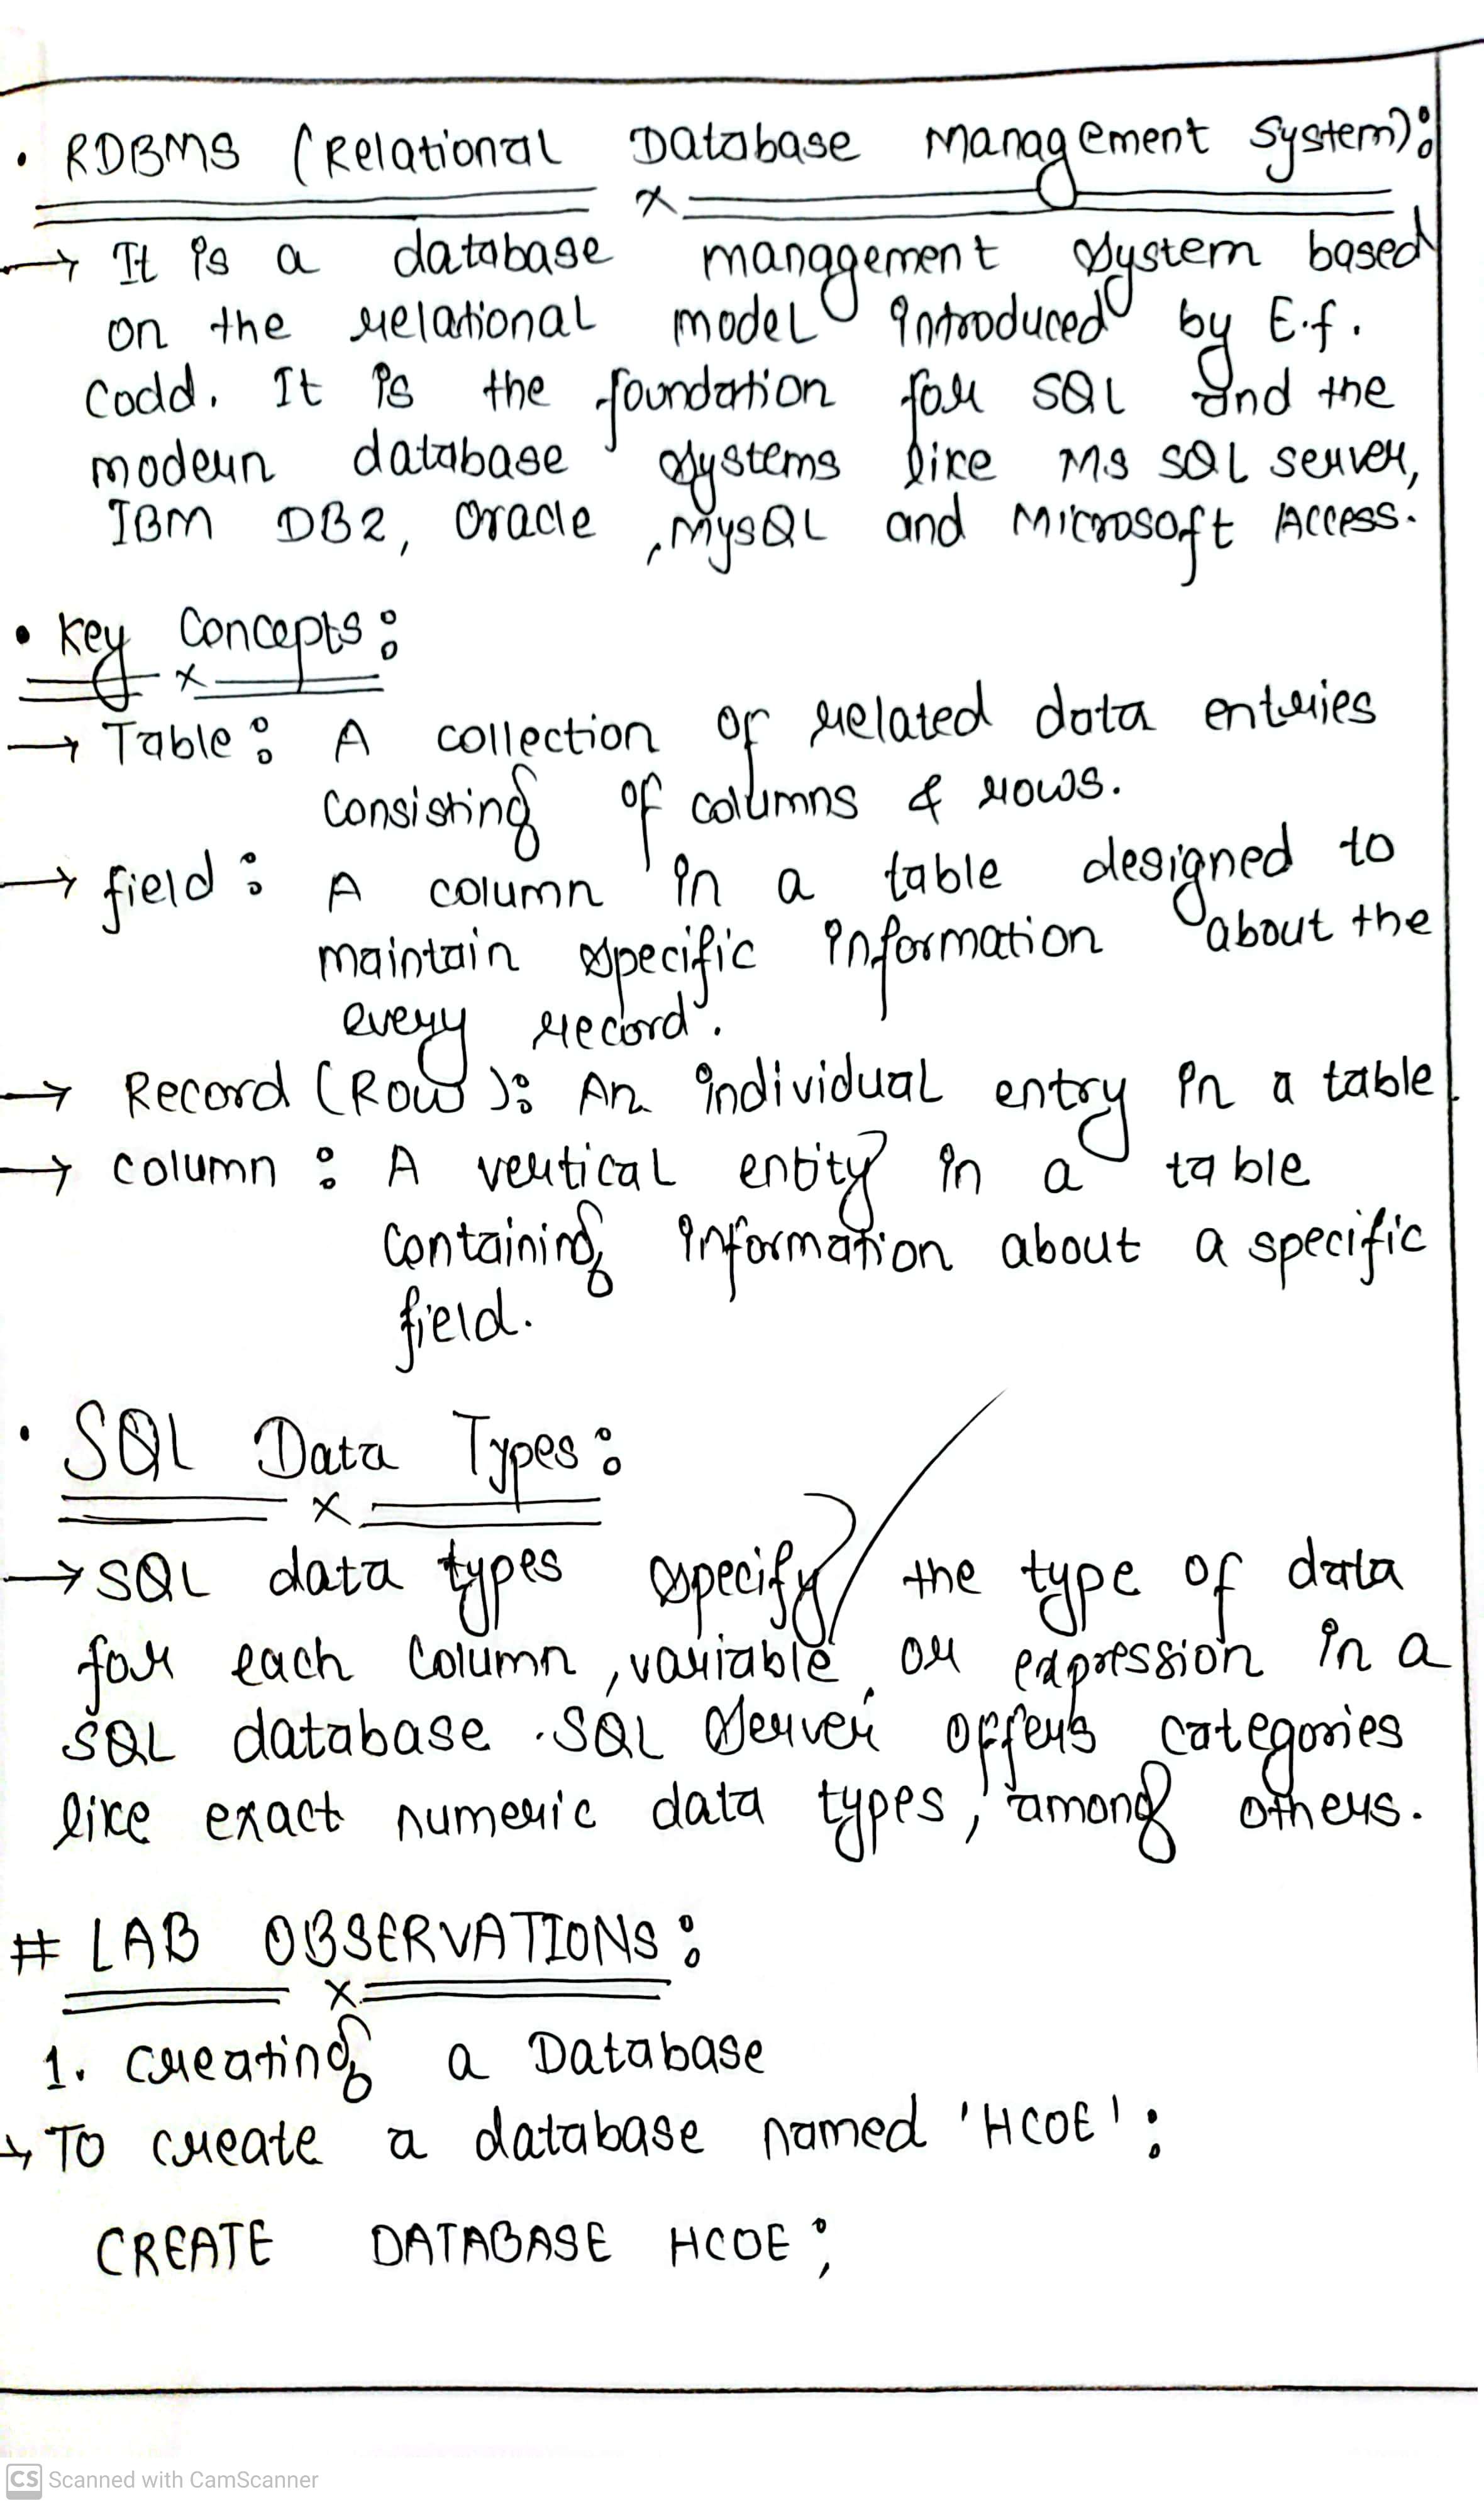 • RDBMS (Relational Database Management System):
→ It is a database management system based
on the relational model introduced by E.f.
Codd. It is the foundation for SQL and the
modern database systems like Ms SQL server,
IBM DB2, Oracle, MySQL and Microsoft Access.
• Key Concepts:
→ Table: A collection of related data entries
consisting of columns & rows.
→ field: A column in a table designed to
maintain specific information about the
every record.
→ Record (Row): An individual entry in a table.
→ column: A vertical entity in a table
containing information about a specific
field.
• SQL Data Types:
→ SQL data types specify the type of data
for each column, variable or expression in a
SQL database. SQL Server offers categories
like exact numeric data types, among others.
# LAB OBSERVATIONS:
1. Creating a Database
→ To create a database named 'HCOE':
CREATE DATABASE HCOE;
CS Scanned with CamScanner